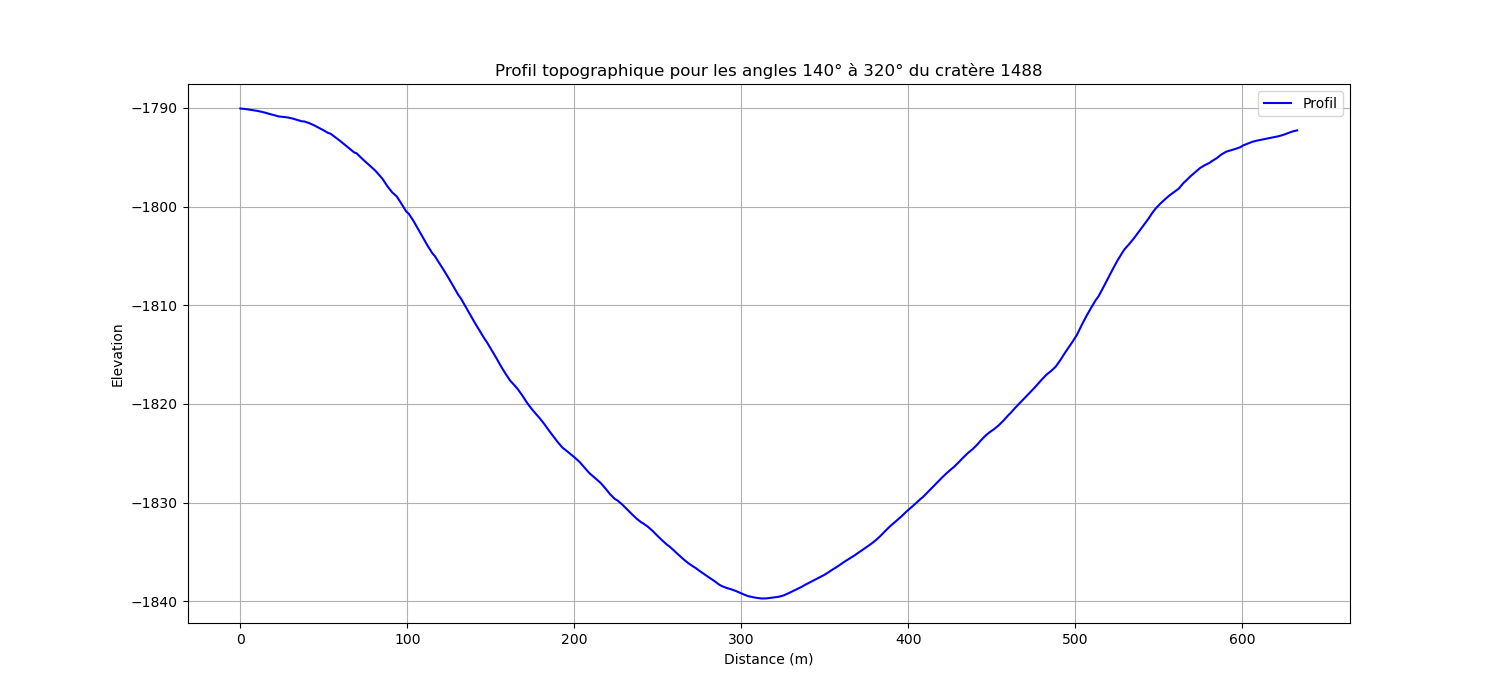 Profil topographique pour les angles 140° à 320° du cratère 1488
Profil
−1790
−1800
−1810
−1820
−1830
−1840
Elevation
0 100 200 300 400 500 600
Distance (m)